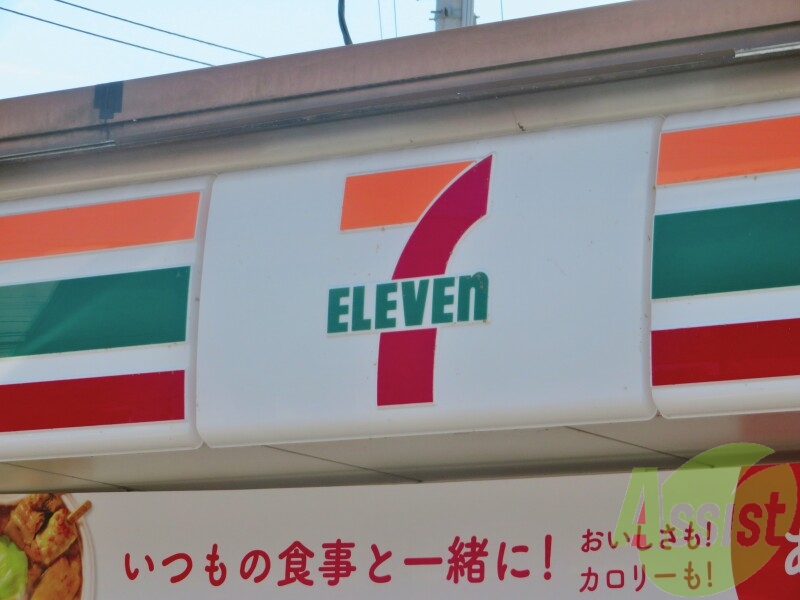 7
ELEVEn
いつもの食事と一緒に!
おいしさも!
カロリーも!
Assist